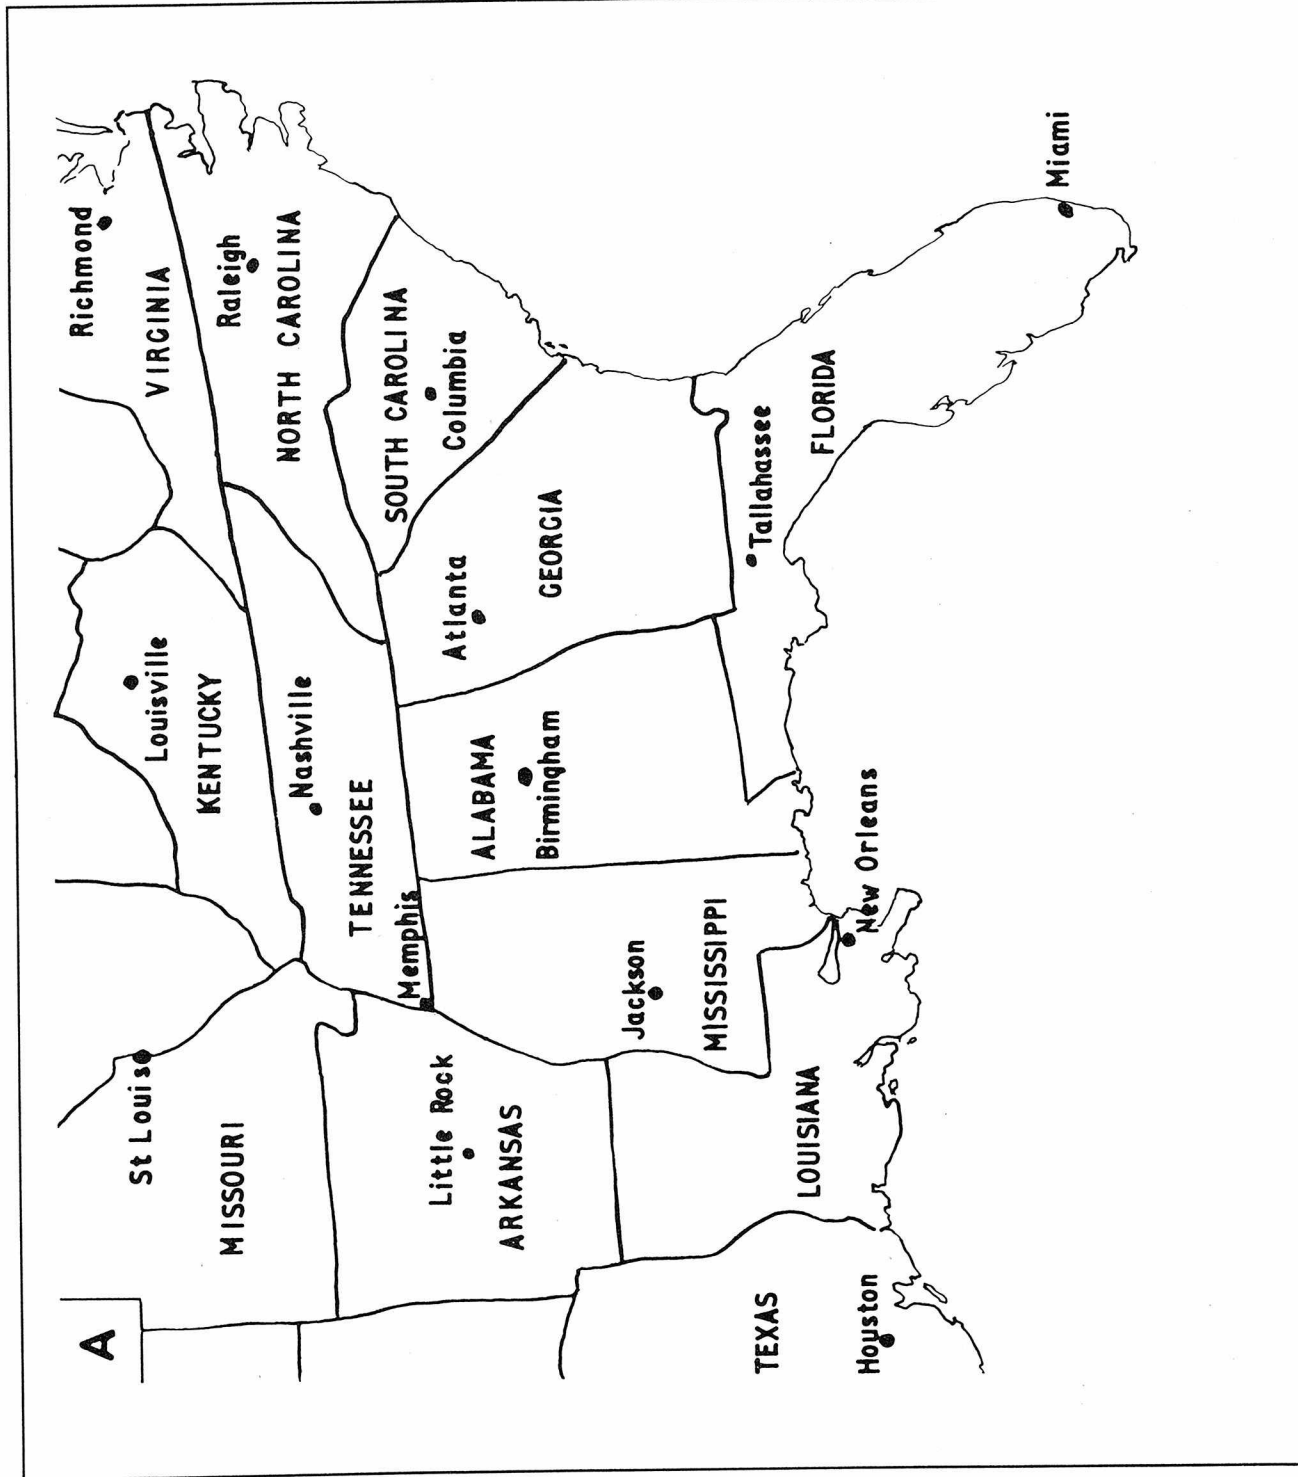 A
St Louis
MISSOURI
Little Rock
ARKANSAS
TEXAS
Houston
LOUISIANA
New Orleans
Jackson
MISSISSIPPI
Memphis
TENNESSEE
Nashville
KENTUCKY
Louisville
ALABAMA
Birmingham
Atlanta
GEORGIA
Tallahassee
FLORIDA
Miami
SOUTH CAROLINA
Columbia
NORTH CAROLINA
Raleigh
VIRGINIA
Richmond